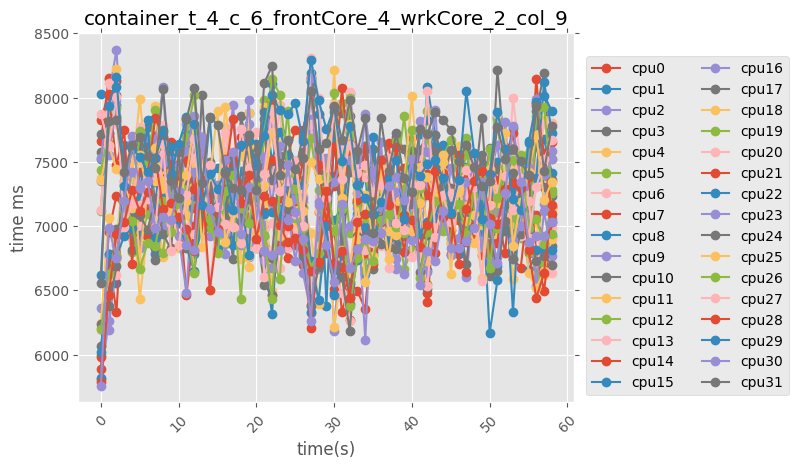 container_t_4_c_6_frontCore_4_wrkCore_2_col_9
8500
8000
7500
7000
6500
6000
time ms
0
10
20
30
40
50
60
time(s)
cpu0
cpu1
cpu2
cpu3
cpu4
cpu5
cpu6
cpu7
cpu8
cpu9
cpu10
cpu11
cpu12
cpu13
cpu14
cpu15
cpu16
cpu17
cpu18
cpu19
cpu20
cpu21
cpu22
cpu23
cpu24
cpu25
cpu26
cpu27
cpu28
cpu29
cpu30
cpu31